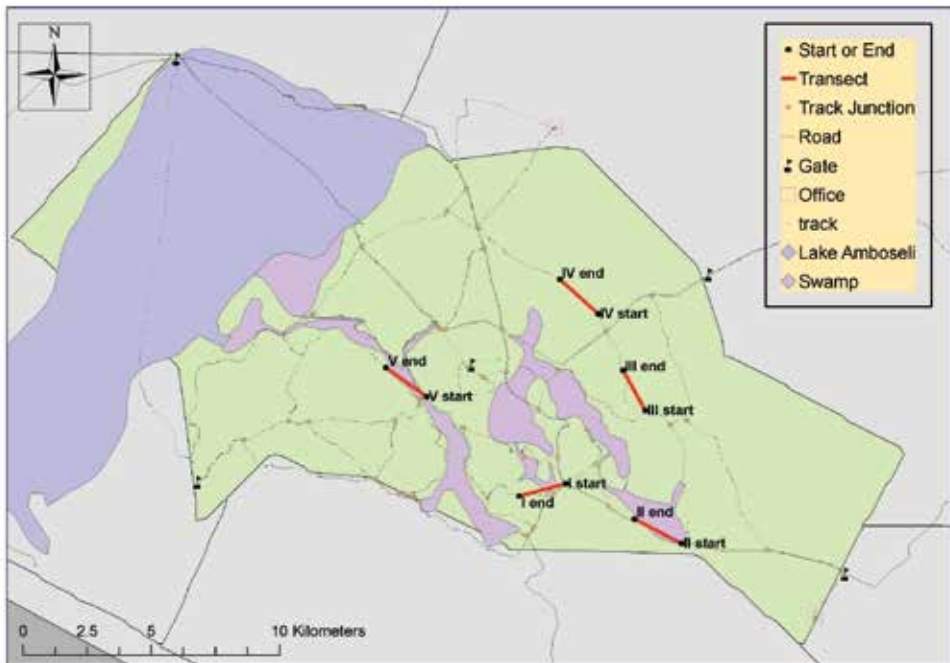 N
Start or End
Transect
Track Junction
Road
Gate
Office
track
Lake Amboseli
Swamp
IV end
IV start
III end
V end
V start
III start
I start
I end
II end
II start
0 2.5 5 10 Kilometers